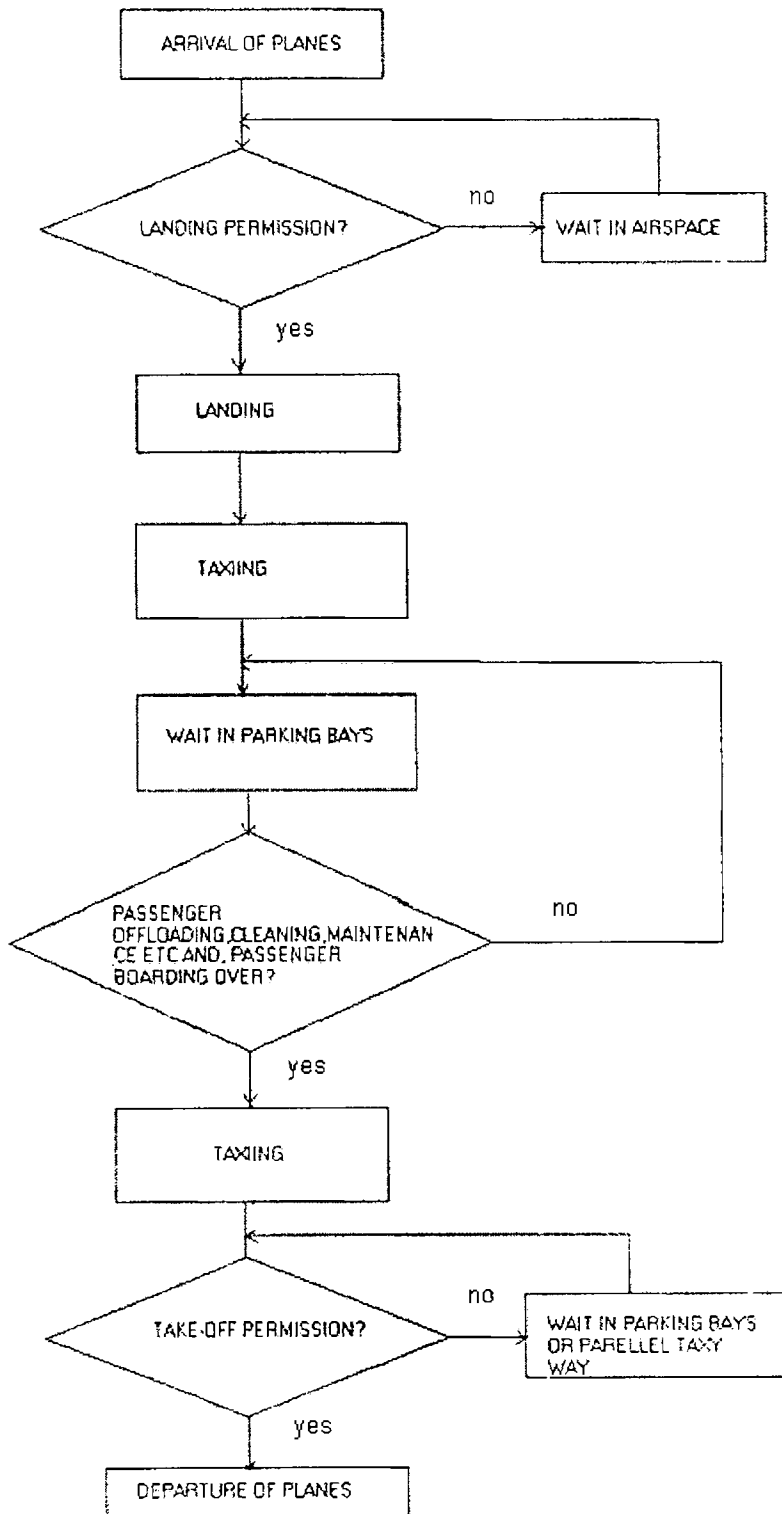 ARRIVAL OF PLANES
LANDING PERMISSION?
no
WAIT IN AIRSPACE
yes
LANDING
TAXIING
WAIT IN PARKING BAYS
PASSENGER
OFFLOADING,CLEANING,MAINTENAN
CE ETC AND, PASSENGER
BOARDING OVER?
no
yes
TAXIING
TAKE-OFF PERMISSION?
no
WAIT IN PARKING BAYS
OR PARELLEL TAXY
WAY
yes
DEPARTURE OF PLANES